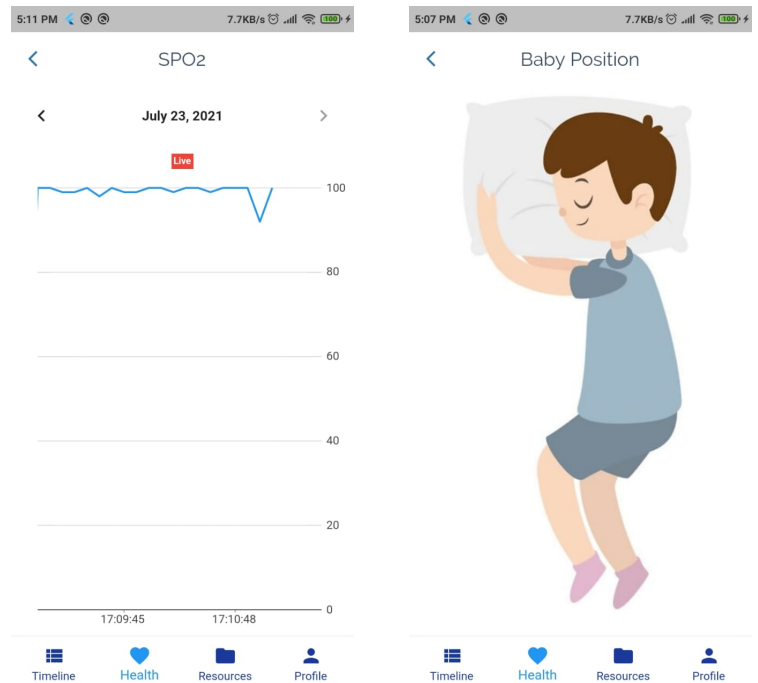 5:11 PM 7.7KB/s 100
SPO2
July 23, 2021
Live
100
80
60
40
20
0
17:09:45 17:10:48
Timeline Health Resources Profile
5:07 PM 7.7KB/s 100
Baby Position
Timeline Health Resources Profile